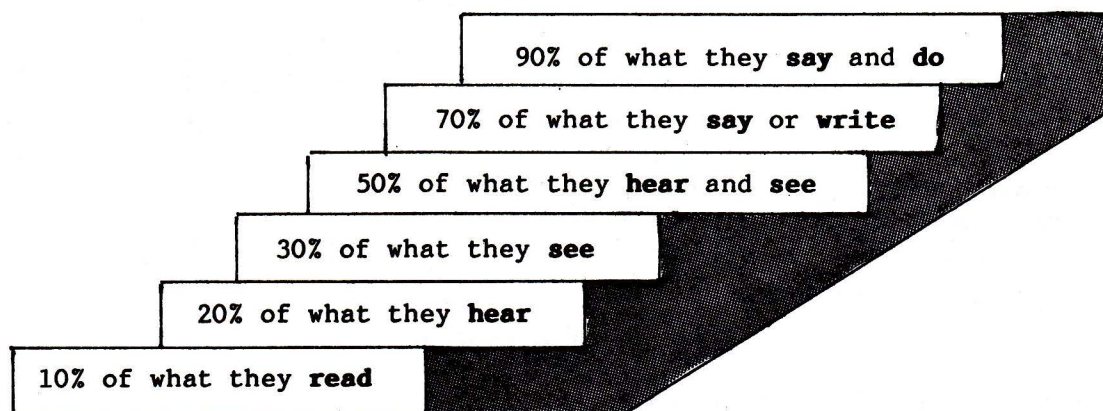 90% of what they say and do
70% of what they say or write
50% of what they hear and see
30% of what they see
20% of what they hear
10% of what they read